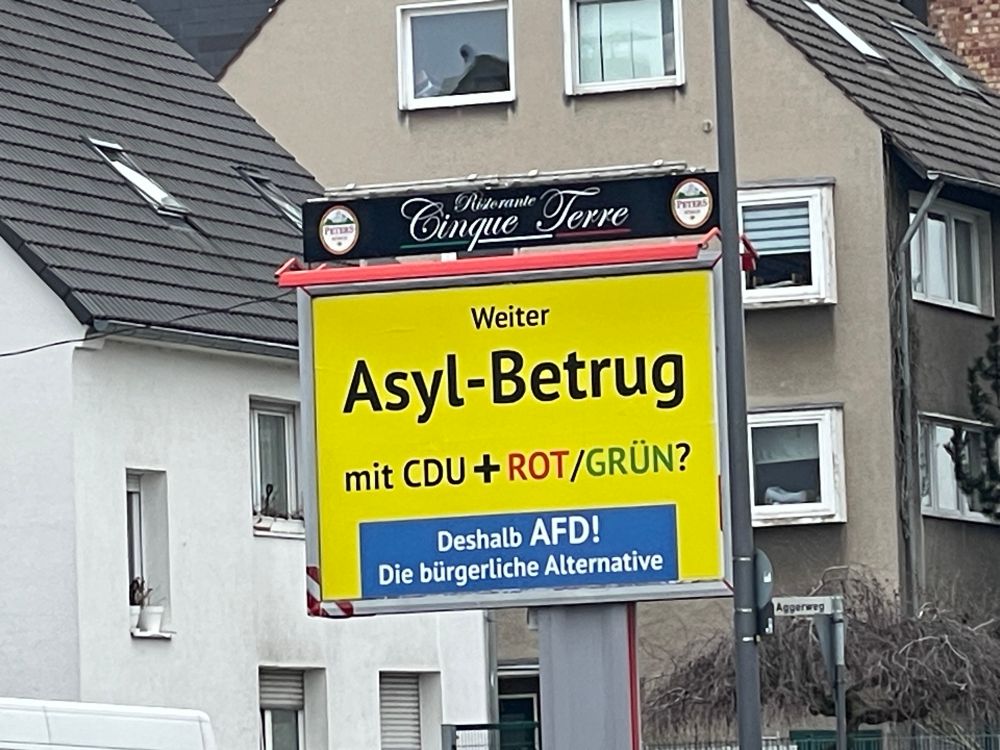 Ristorante
Cinque Terre
PETERS
PETERS
Weiter
Asyl-Betrug
mit CDU + ROT/GRÜN?
Deshalb AFD!
Die bürgerliche Alternative
Aggerweg